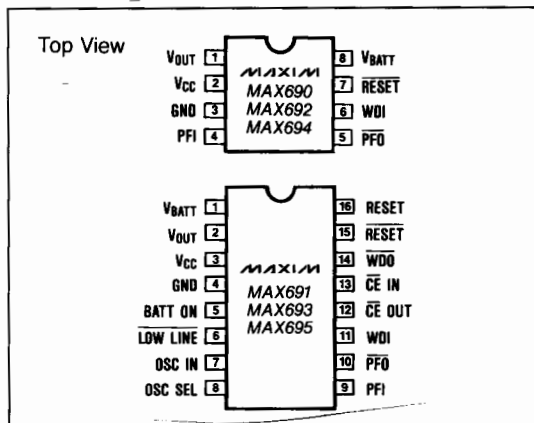 Top View
VOUT 1
VCC 2
GND 3
PFI 4
MAXIM
MAX690
MAX692
MAX694
8 VBATT
7 RESET
6 WDI
5 PFO
VBATT 1
VOUT 2
VCC 3
GND 4
BATT ON 5
LOW LINE 6
OSC IN 7
OSC SEL 8
MAXIM
MAX691
MAX693
MAX695
16 RESET
15 RESET
14 WDO
13 CE IN
12 CE OUT
11 WDI
10 PFO
9 PFI